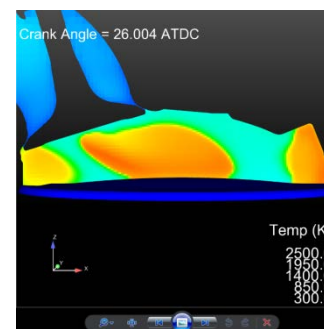 Crank Angle = 26.004 ATDC
Temp (K
2500.
1950.
1400.
850.
300.
Z
Y
X